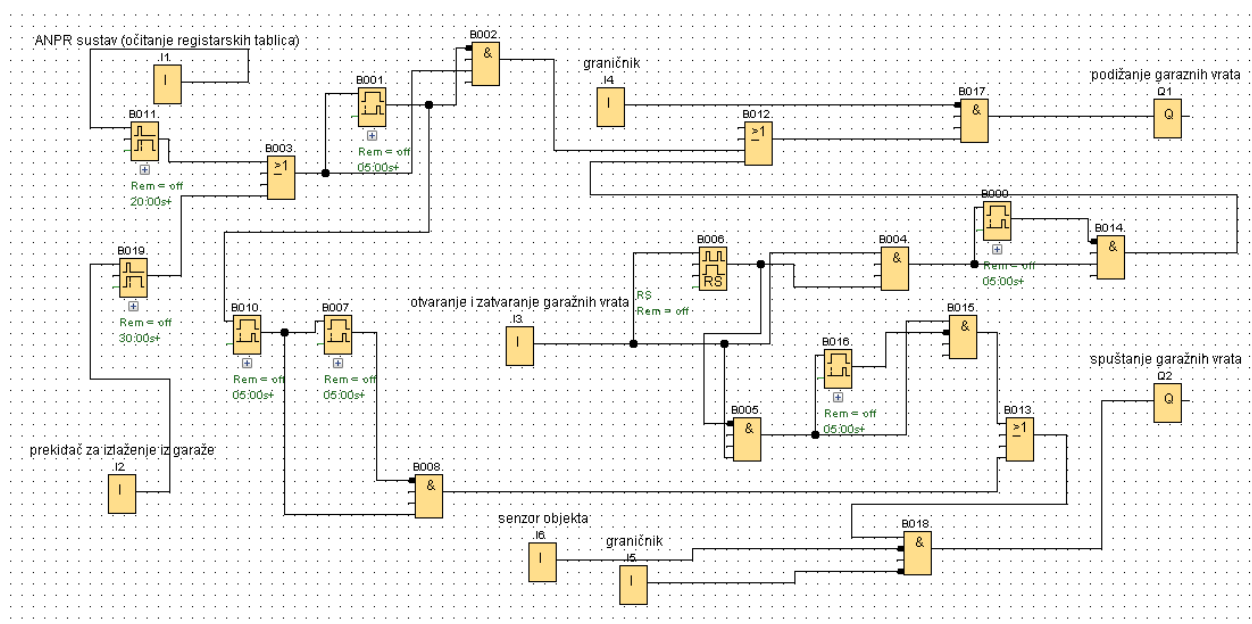 ANPR sustav (očitanje registarskih tablica)
.I1.
I
B011.
Rem = off
20:00s+
B003.
>1
B001.
Rem = off
05:00s+
B002.
&
graničnik
.I4.
I
B012
>1
B017
&
podižanje garaznih vrata
Q1
Q
B019.
Rem = off
30:00s+
B010
Rem = off
05:00s+
B007
Rem = off
05:00s+
otvaranje i zatvaranje garažnih vrata
.I3.
I
B006.
RS
RS
Rem = off
B004.
&
B000
Rem = off
05:00s+
B014.
&
B015.
&
B016.
Rem = off
05:00s+
B005.
&
B013.
>1
spuštanje garažnih vrata
Q2
Q
prekidač za izlaženje iz garaže
.I2.
I
B008.
&
senzor objekta
.I6.
I
graničnik
.I5.
I
B018.
&